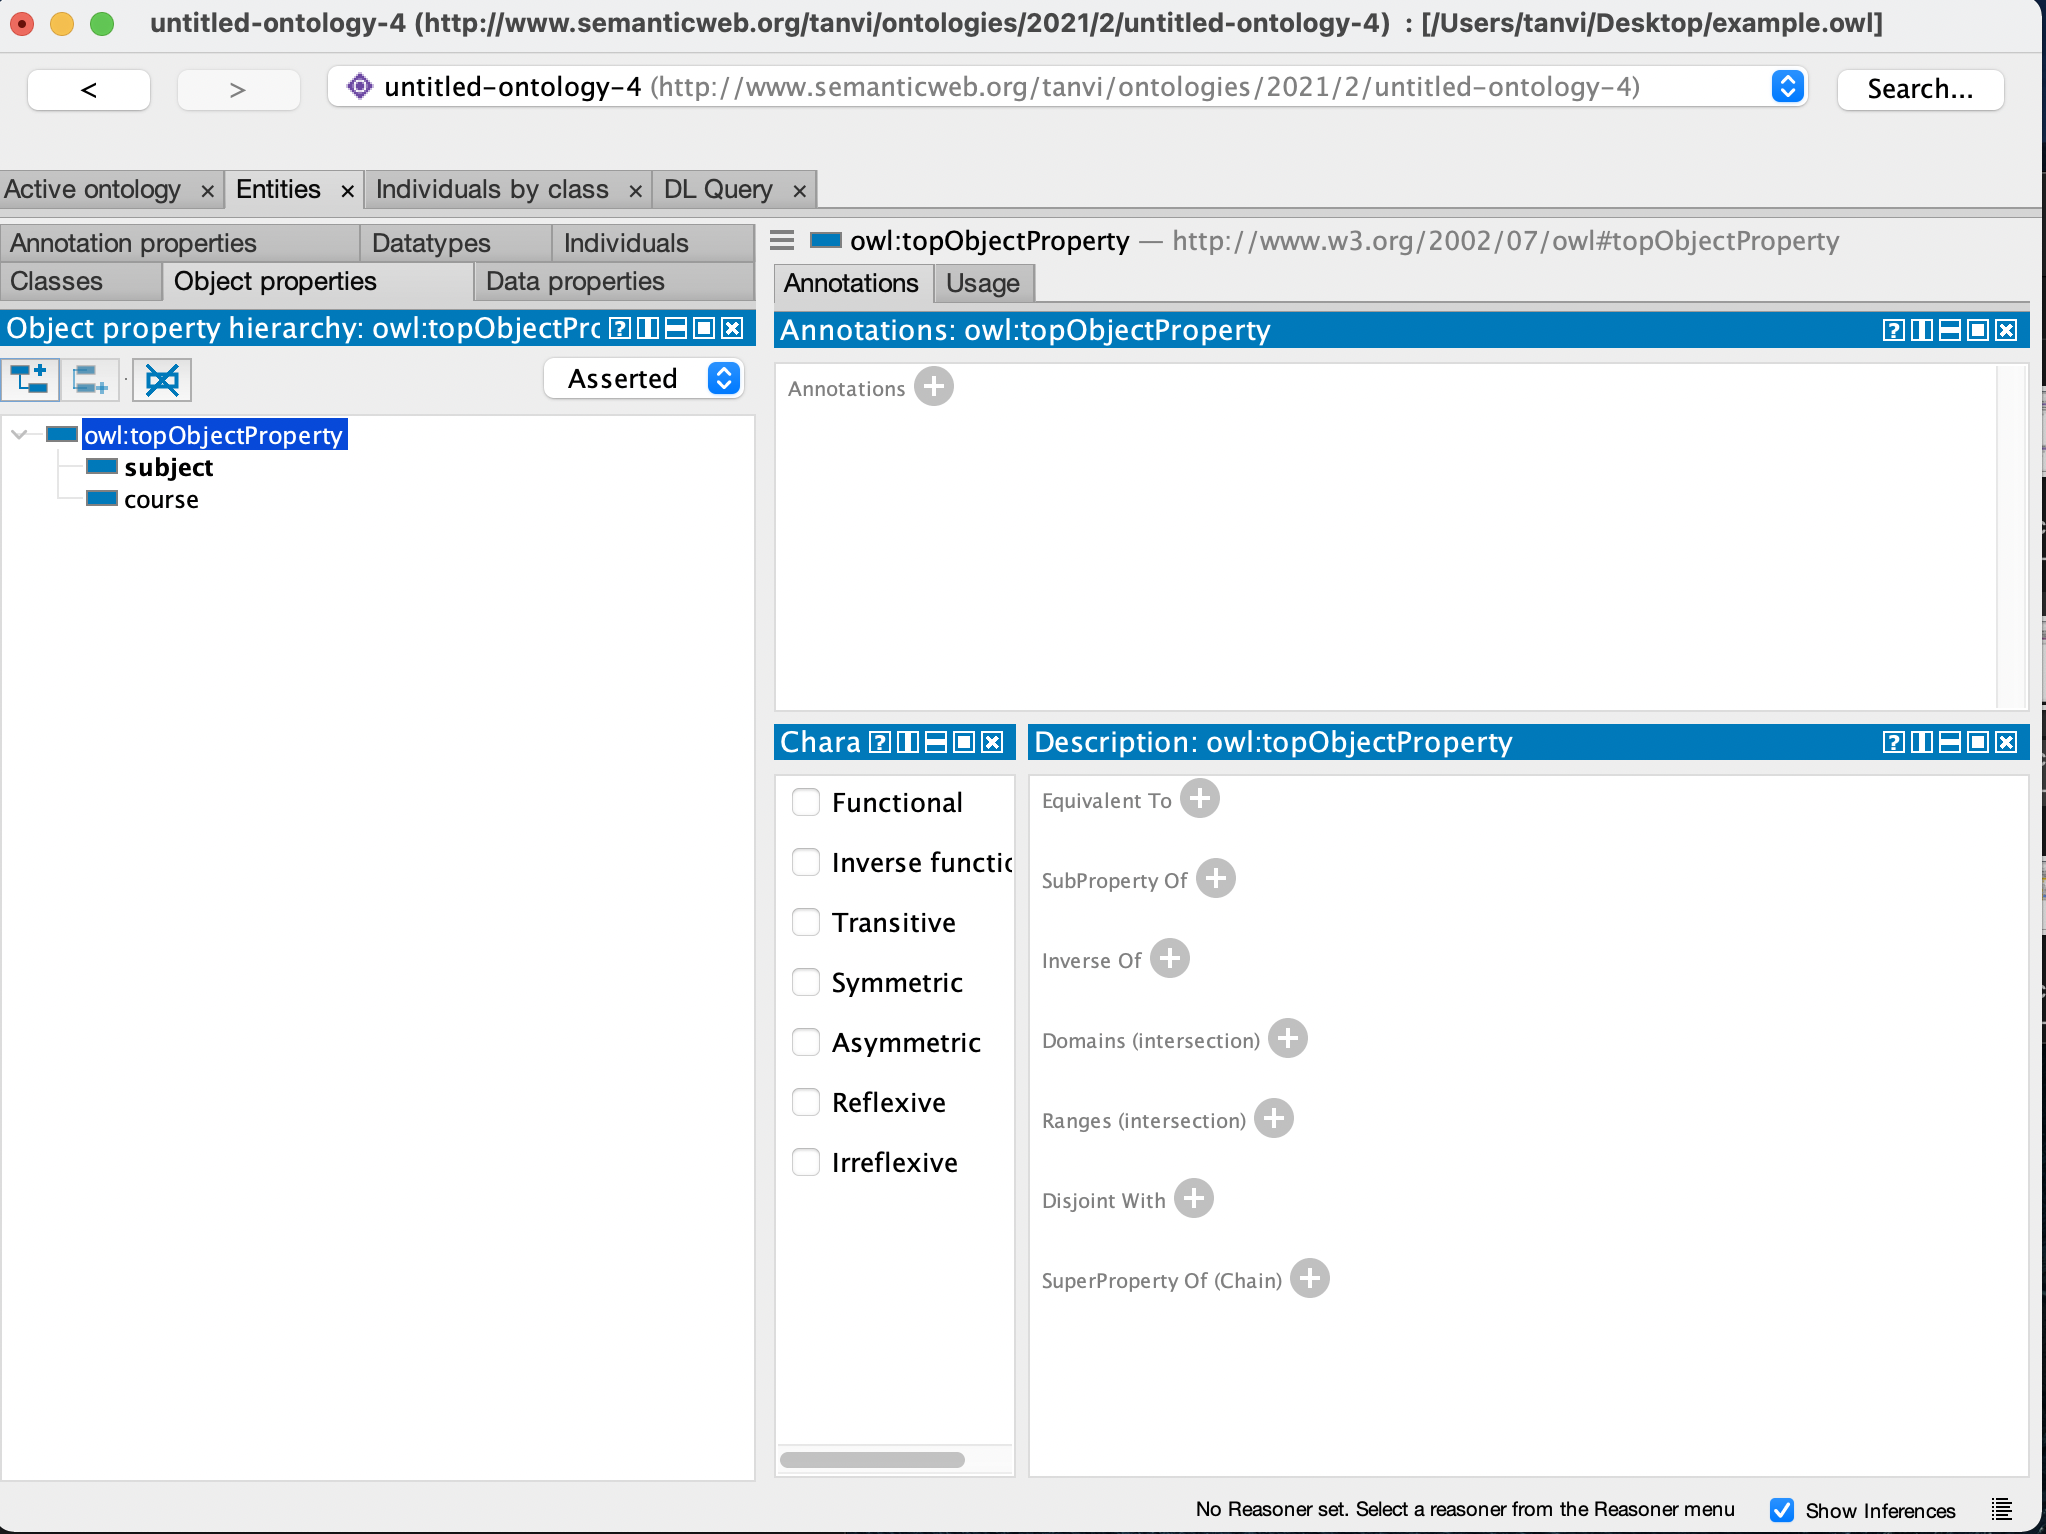 untitled-ontology-4 (http://www.semanticweb.org/tanvi/ontologies/2021/2/untitled-ontology-4)  : [/Users/tanvi/Desktop/example.owl]
< > untitled-ontology-4 (http://www.semanticweb.org/tanvi/ontologies/2021/2/untitled-ontology-4) Search...
Active ontology × Entities × Individuals by class × DL Query ×
Annotation properties Datatypes Individuals
Classes Object properties Data properties
Object property hierarchy: owl:topObjectPro
Asserted
owl:topObjectProperty
subject
course
owl:topObjectProperty — http://www.w3.org/2002/07/owl#topObjectProperty
Annotations Usage
Annotations: owl:topObjectProperty
Annotations
Chara
Functional
Inverse functio
Transitive
Symmetric
Asymmetric
Reflexive
Irreflexive
Description: owl:topObjectProperty
Equivalent To
SubProperty Of
Inverse Of
Domains (intersection)
Ranges (intersection)
Disjoint With
SuperProperty Of (Chain)
No Reasoner set. Select a reasoner from the Reasoner menu Show Inferences